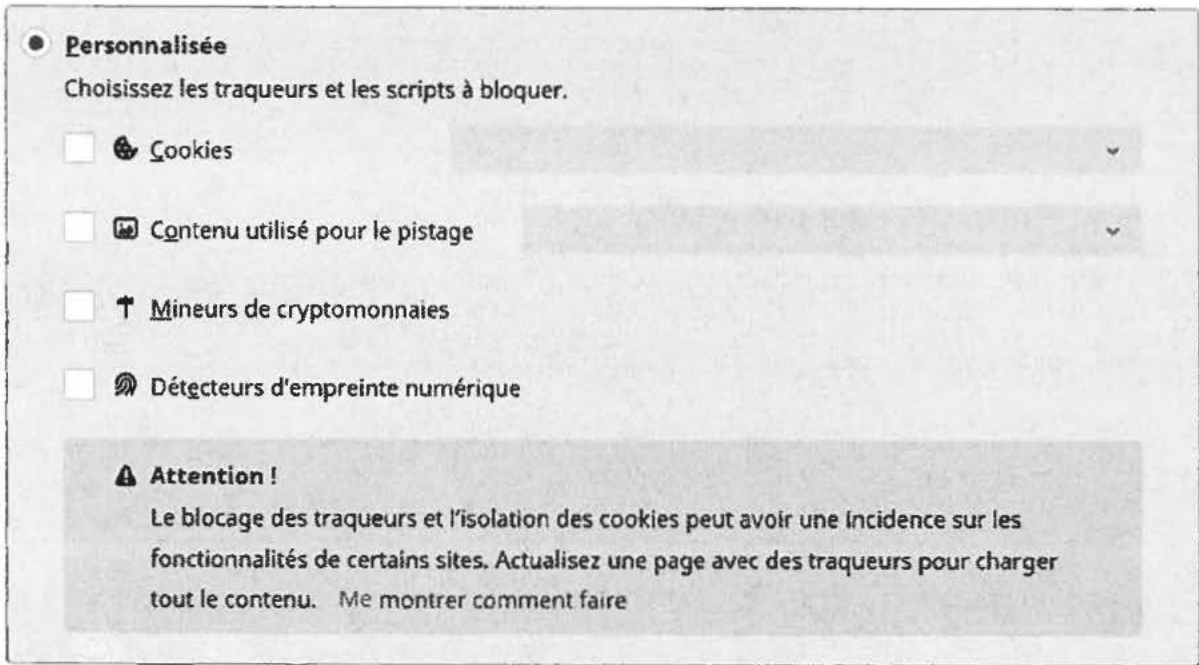 Personnalisée
Choisissez les traqueurs et les scripts à bloquer.
Cookies
Contenu utilisé pour le pistage
Mineurs de cryptomonnaies
Détecteurs d'empreinte numérique
Attention !
Le blocage des traqueurs et l'isolation des cookies peut avoir une incidence sur les
fonctionnalités de certains sites. Actualisez une page avec des traqueurs pour charger
tout le contenu. Me montrer comment faire